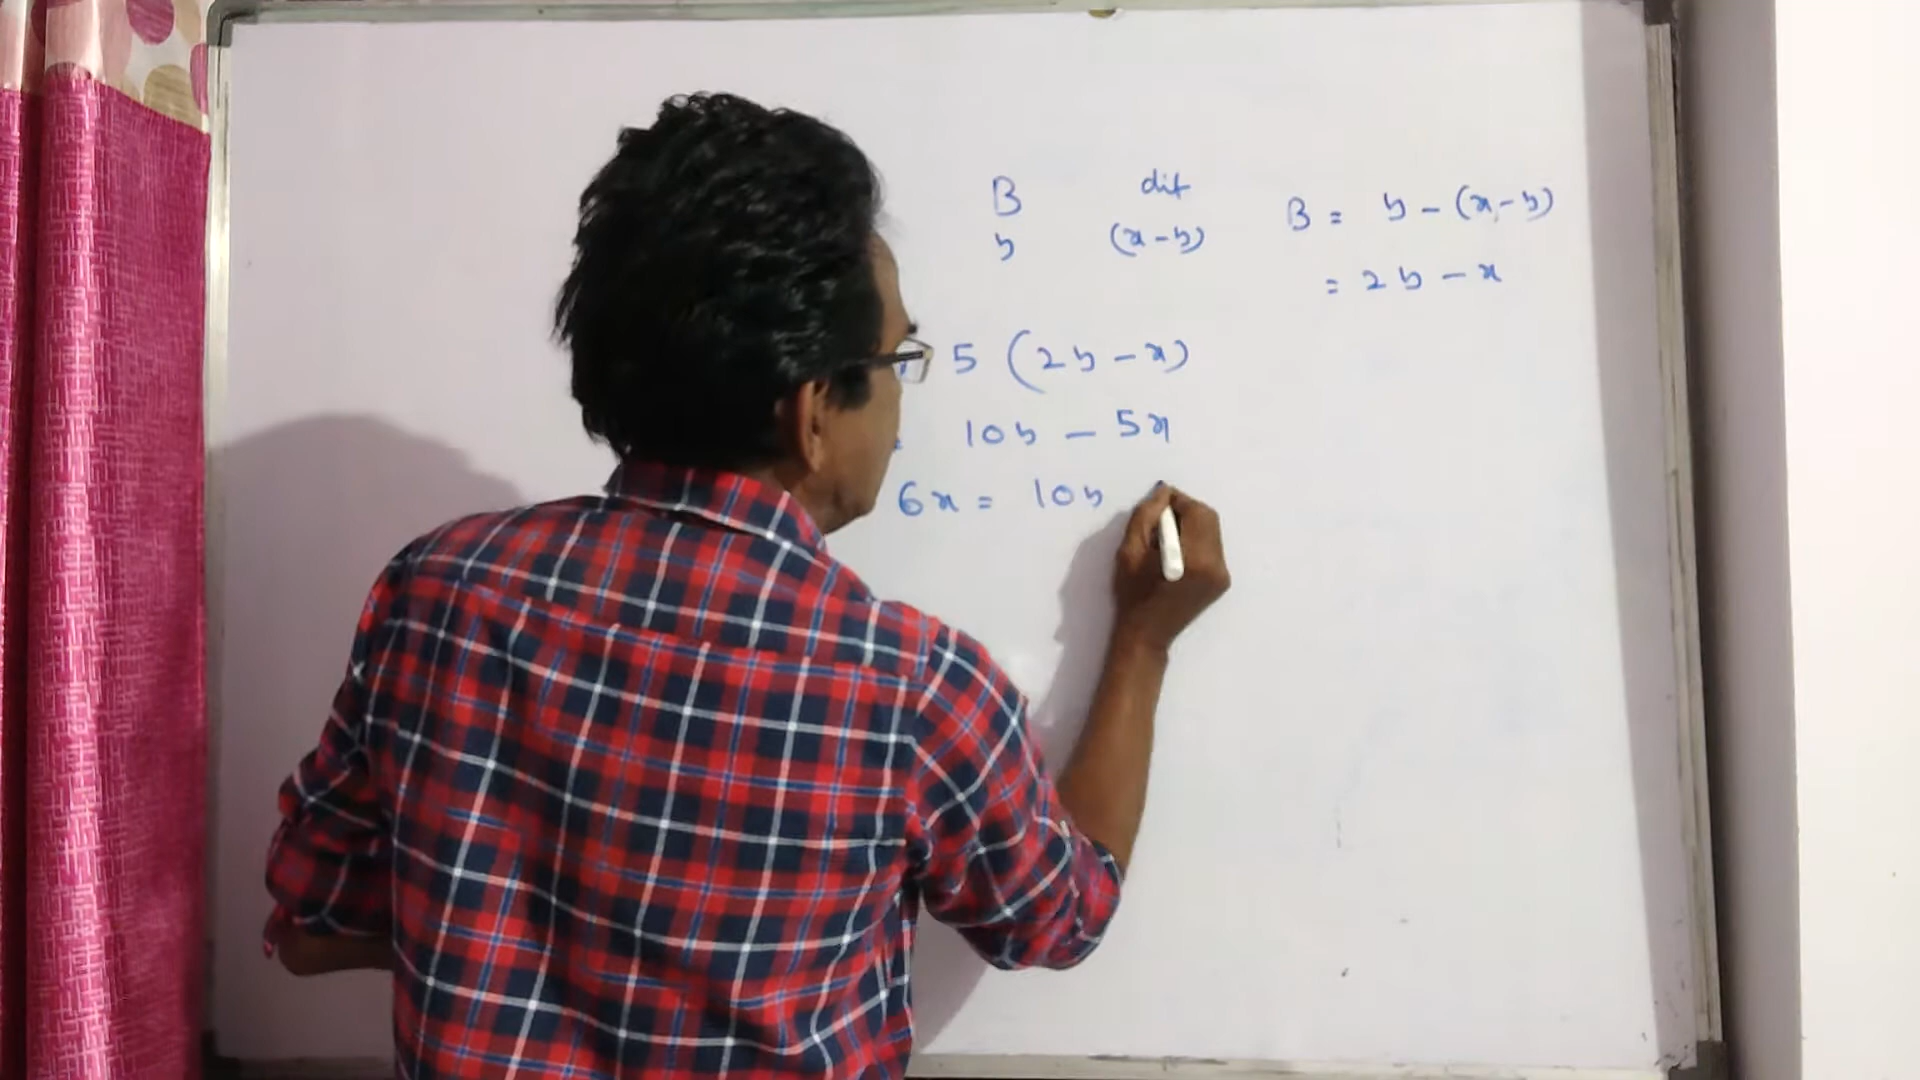 B dif
y (x-y)
B = y - (x-y)
= 2y - x
5 (2y-x)
= 10y - 5x
6x = 10y